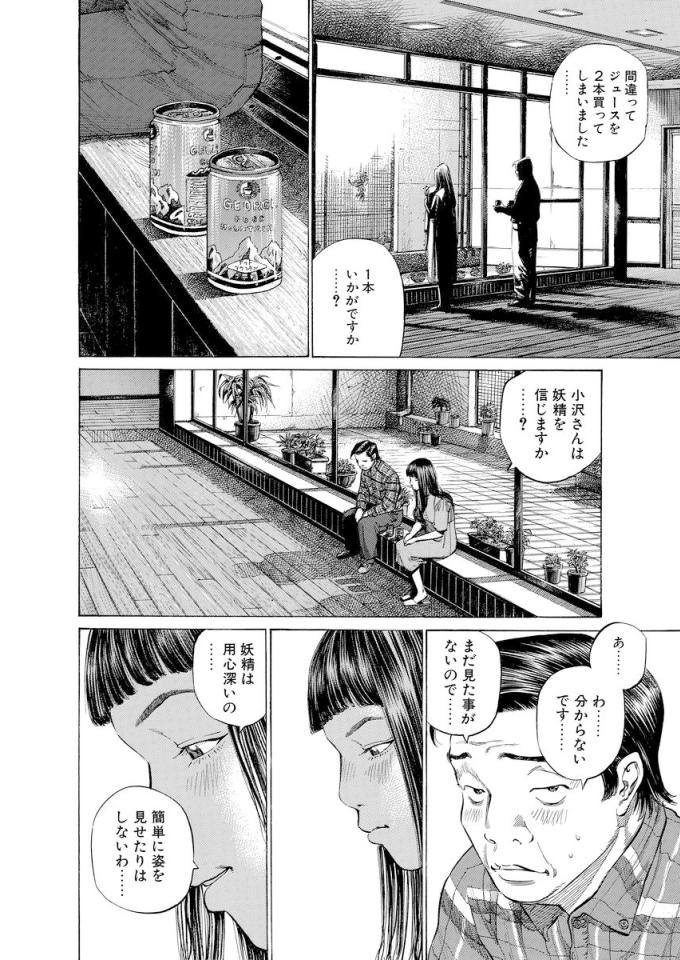 間違って
ジュースを
2本買って
しまいました
……
1本
いかがですか
……?
GEORGI
小沢さんは
妖精を
信じますか
……?
あ……
わ……
分からない
です……
まだ見た事が
ないので……
妖精は
用心深いの
……
簡単に姿を
見せたりは
しないわ……